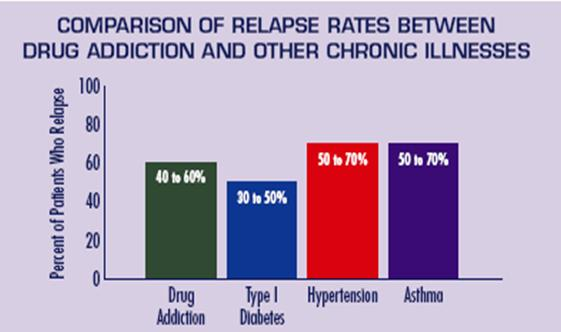 COMPARISON OF RELAPSE RATES BETWEEN
DRUG ADDICTION AND OTHER CHRONIC ILLNESSES
Percent of Patients Who Relapse
100
80
60
40
20
0
40 to 60%
30 to 50%
50 to 70%
50 to 70%
Drug
Addiction
Type I
Diabetes
Hypertension
Asthma